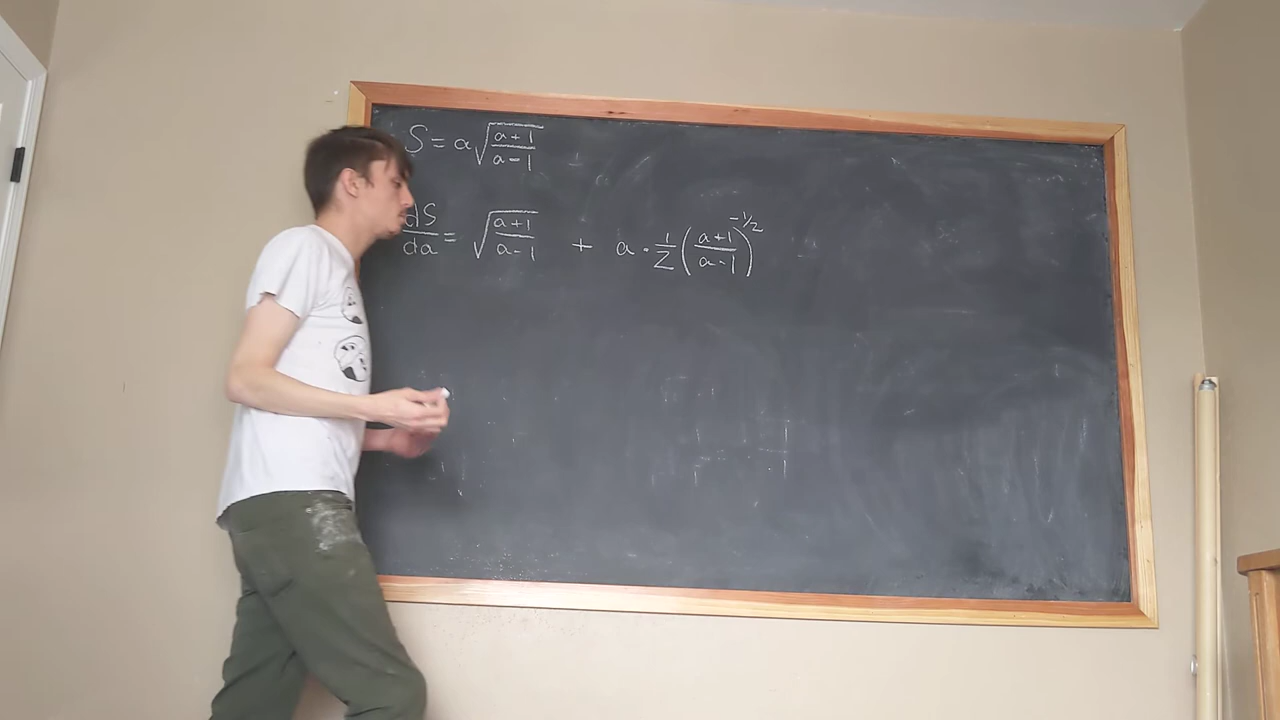 S = a√((a+1)/(a-1))
dS/da = √((a+1)/(a-1)) + a · 1/2 ((a+1)/(a-1))^(-1/2)